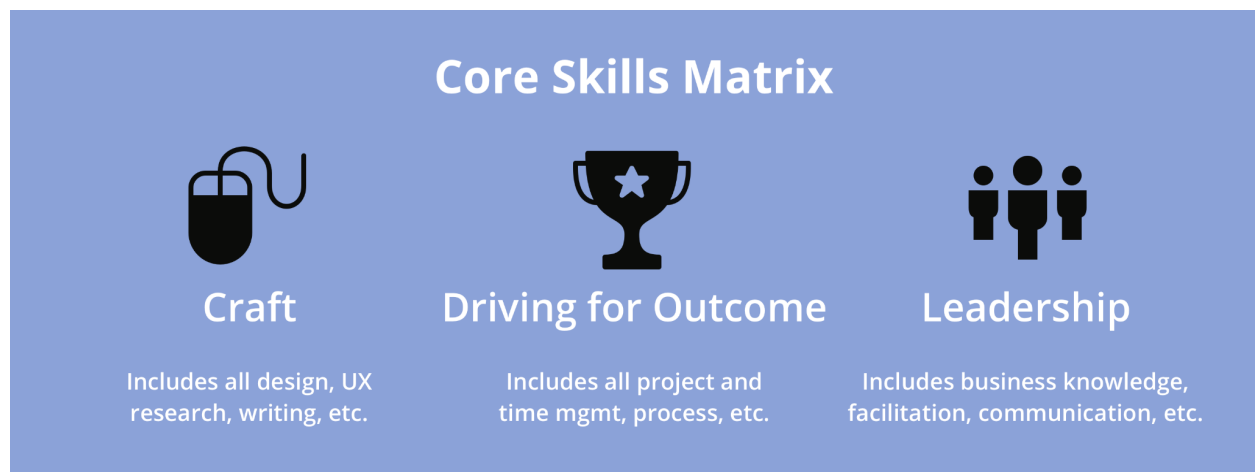 Core Skills Matrix
Craft
Includes all design, UX
research, writing, etc.
Driving for Outcome
Includes all project and
time mgmt, process, etc.
Leadership
Includes business knowledge,
facilitation, communication, etc.